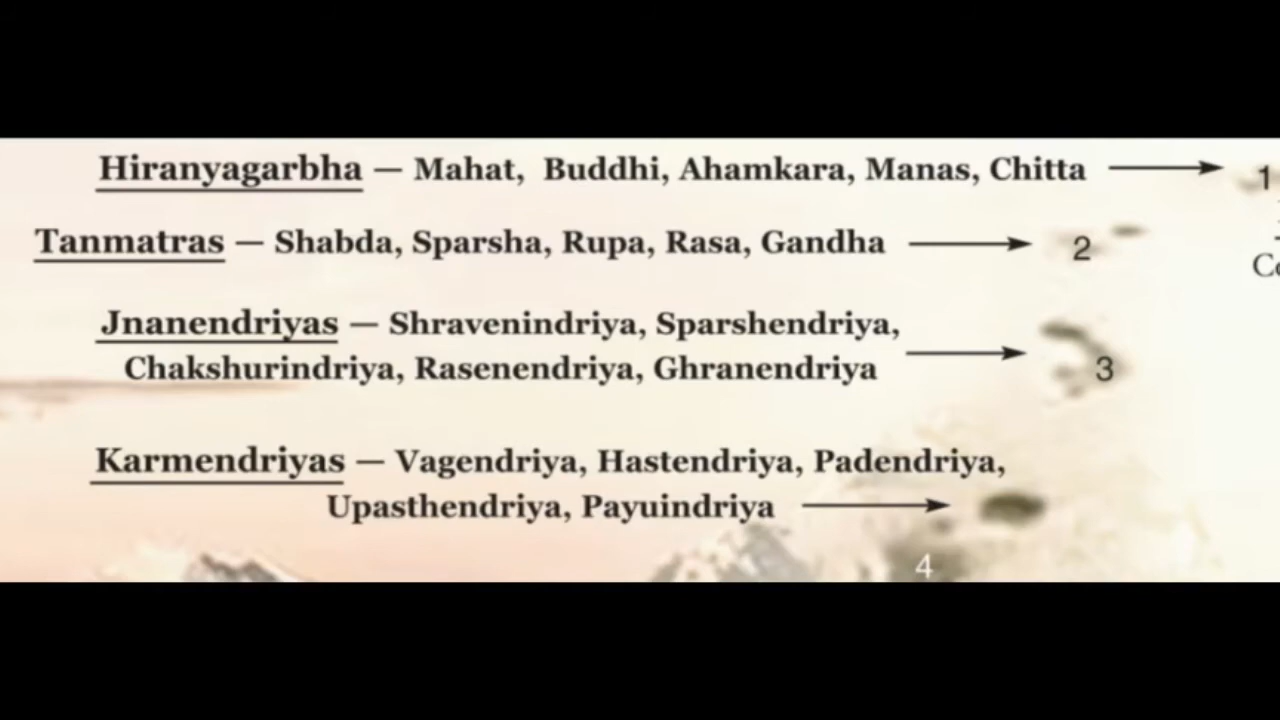 Hiranyagarbha — Mahat, Buddhi, Ahamkara, Manas, Chitta
1
Tanmatras — Shabda, Sparsha, Rupa, Rasa, Gandha
2
Jnanendriyas — Shravenindriya, Sparshendriya,
Chakshurindriya, Rasenendriya, Ghranendriya
3
Karmendriyas — Vagendriya, Hastendriya, Padendriya,
Upasthendriya, Payuindriya
4